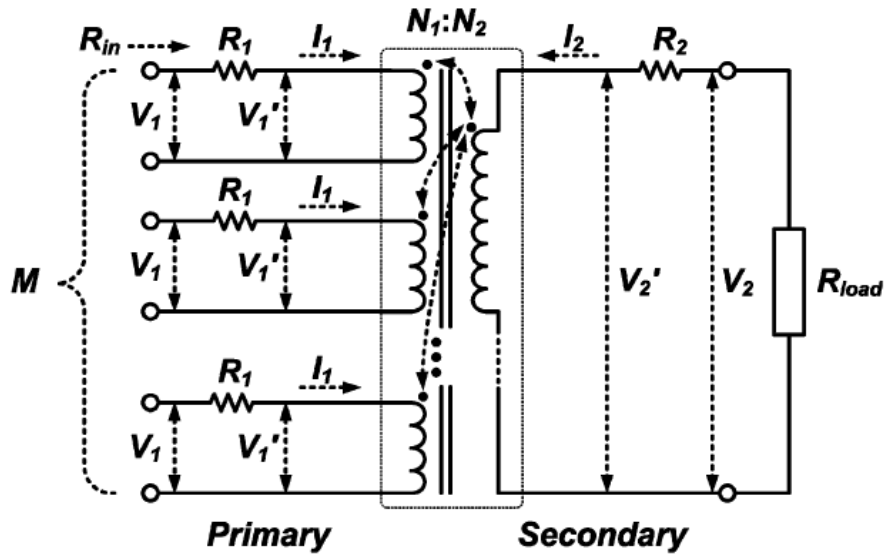 N1:N2
Rin R1 I1 I2 R2
V1 V1'
R1 I1
M V1 V1' V2' V2 Rload
R1 I1
V1 V1'
Primary Secondary